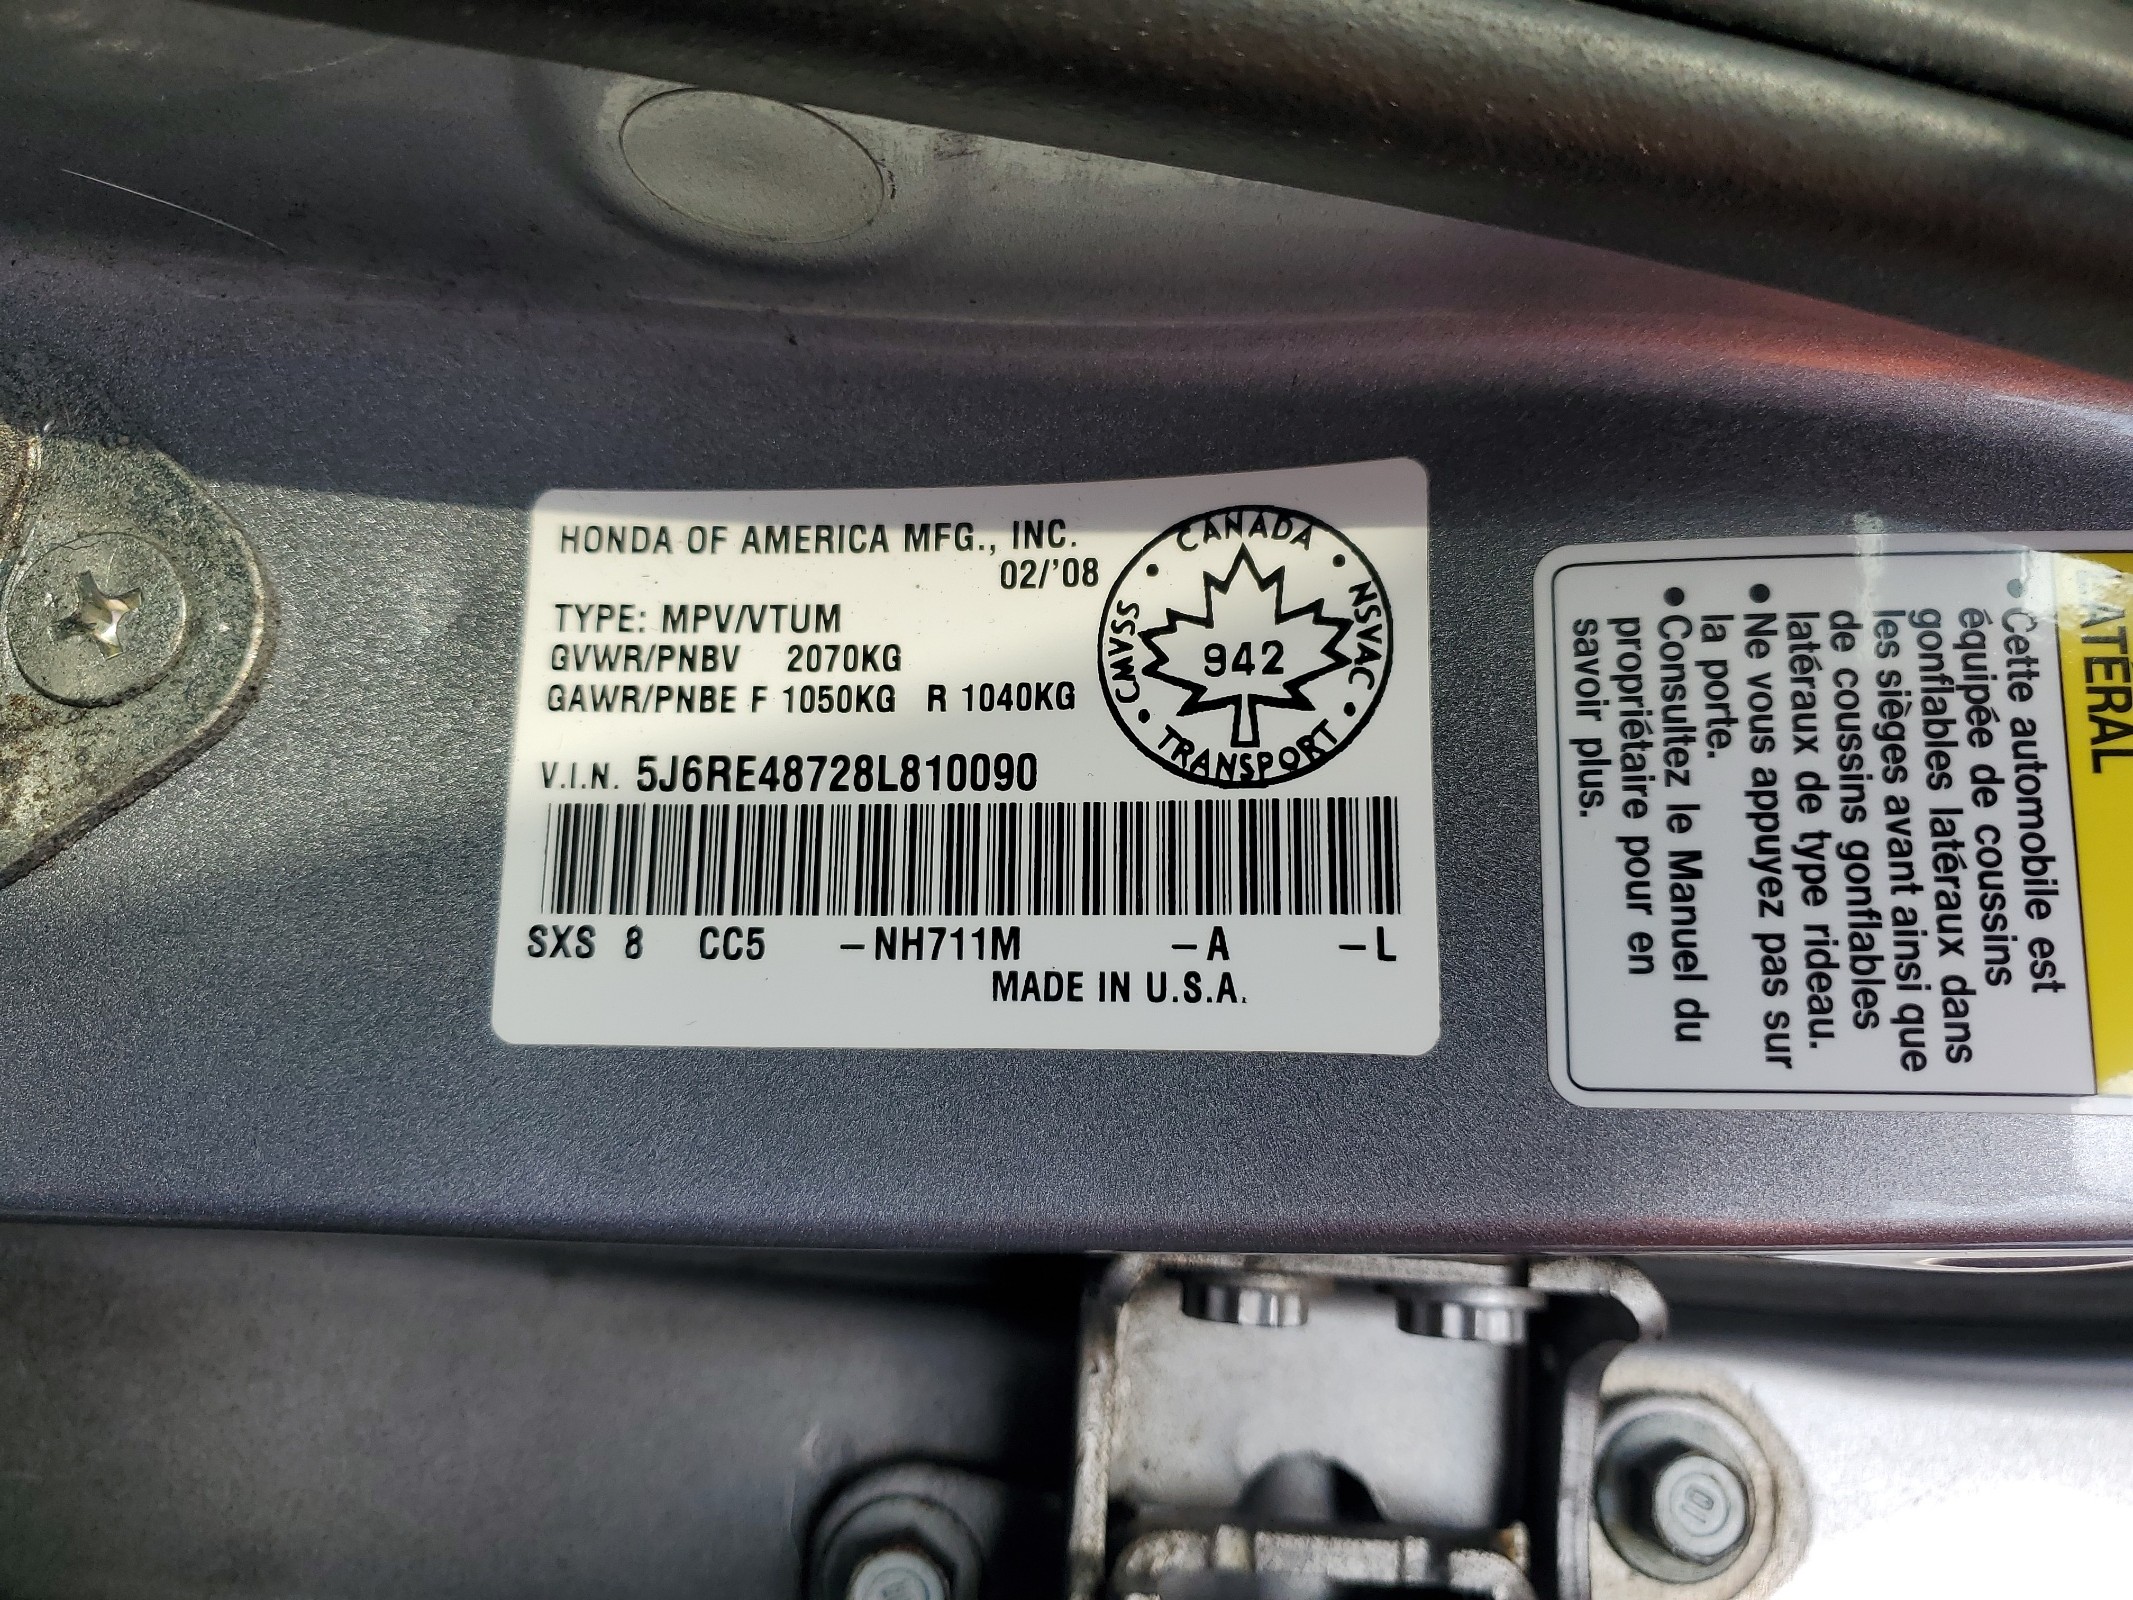 HONDA OF AMERICA MFG., INC.
02/'08
TYPE: MPV/VTUM
GVWR/PNBV 2070KG
GAWR/PNBE F 1050KG R 1040KG
V.I.N. 5J6RE48728L810090
CANADA • NSVAC • TRANSPORT • CMVSS •
942
SXS 8 CC5 –NH711M –A –L
MADE IN U.S.A.
LATÉRAL
• Cette automobile est
équipée de coussins
gonflables latéraux dans
les sièges avant ainsi que
de coussins gonflables
latéraux de type rideau.
• Ne vous appuyez pas sur
la porte.
• Consultez le Manuel du
propriétaire pour en
savoir plus.